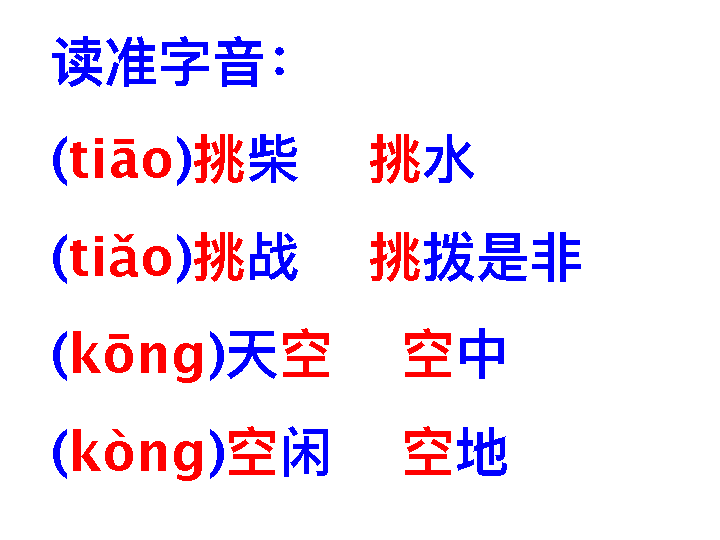 读准字音：
(tiāo)挑柴 挑水
(tiǎo)挑战 挑拨是非
(kōng)天空 空中
(kòng)空闲 空地